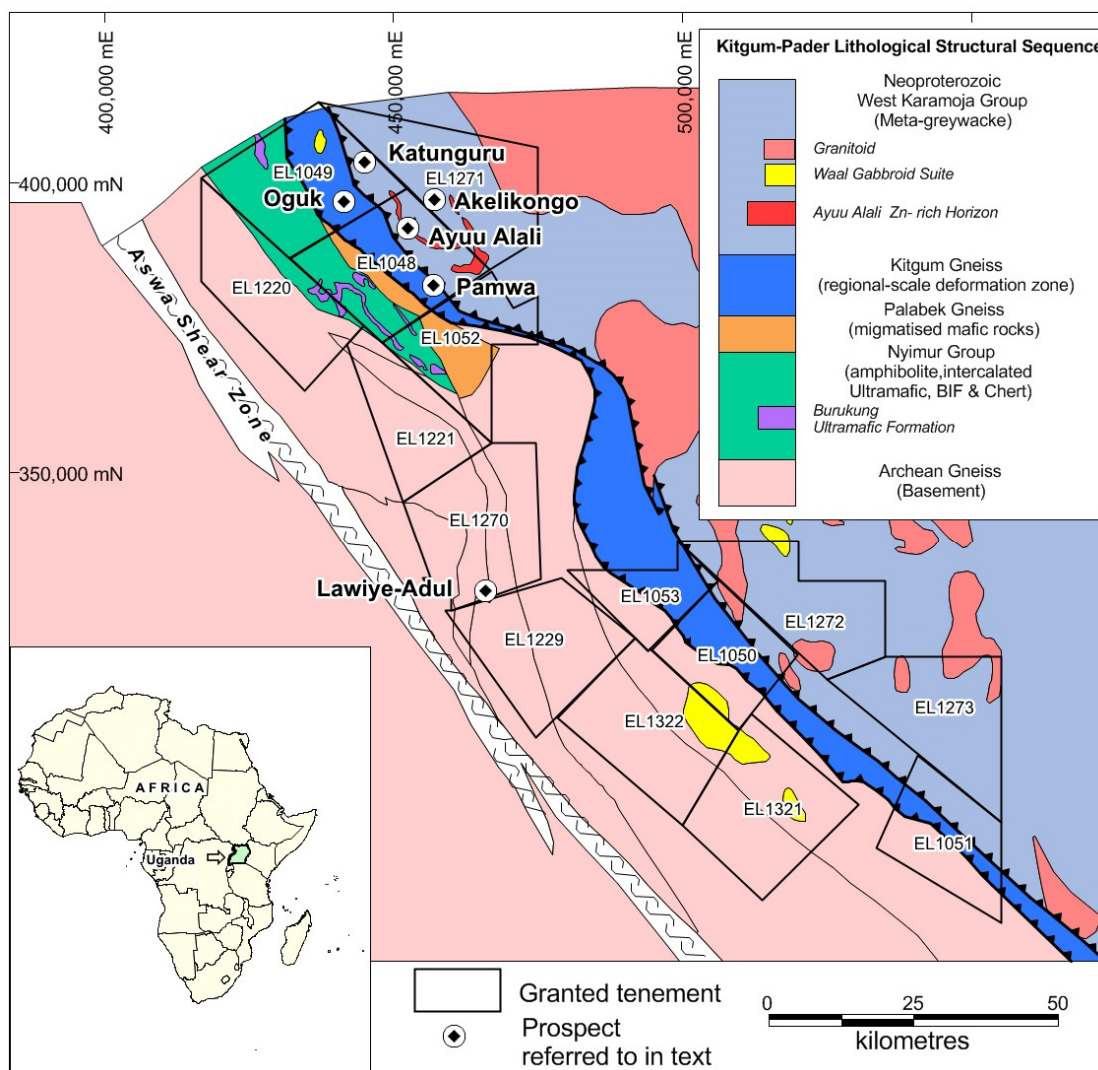 400,000 mE
450,000 mE
500,000 mE
400,000 mN
350,000 mN
Kitgum-Pader Lithological Structural Sequence
Neoproterozoic
West Karamoja Group
(Meta-greywacke)
Granitoid
Waal Gabbroid Suite
Ayuu Alali Zn- rich Horizon
Kitgum Gneiss
(regional-scale deformation zone)
Palabek Gneiss
(migmatised mafic rocks)
Nyimur Group
(amphibolite,intercalated
Ultramafic, BIF & Chert)
Burukung
Ultramafic Formation
Archean Gneiss
(Basement)
Katunguru
EL1049
EL1271
Oguk
Akelikongo
Ayuu Alali
EL1048
Pamwa
EL1220
EL1052
Aswa Shear Zone
EL1221
EL1270
Lawiye-Adul
EL1053
EL1272
EL1229
EL1050
EL1273
EL1322
EL1321
EL1051
AFRICA
Uganda
Granted tenement
Prospect
referred to in text
0 25 50
kilometres